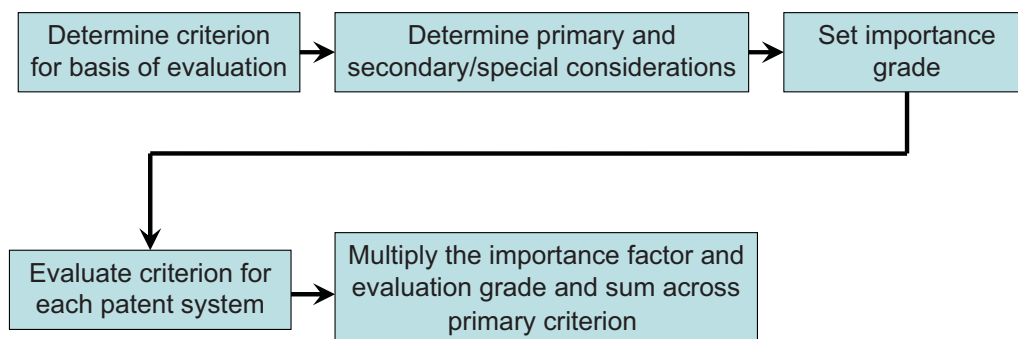 Determine criterion
for basis of evaluation
Determine primary and
secondary/special considerations
Set importance
grade
Evaluate criterion for
each patent system
Multiply the importance factor and
evaluation grade and sum across
primary criterion